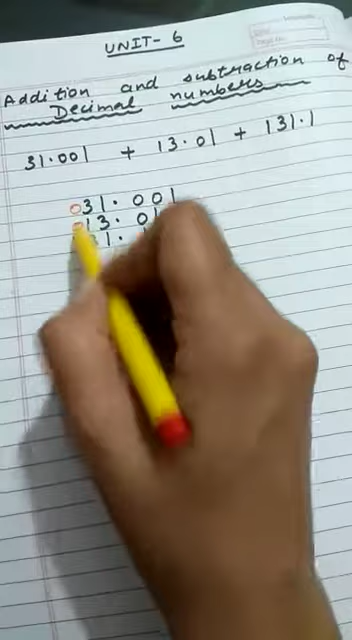 UNIT- 6
Addition and subtraction of
Decimal numbers
31.001 + 13.01 + 131.1
031.001
013.01